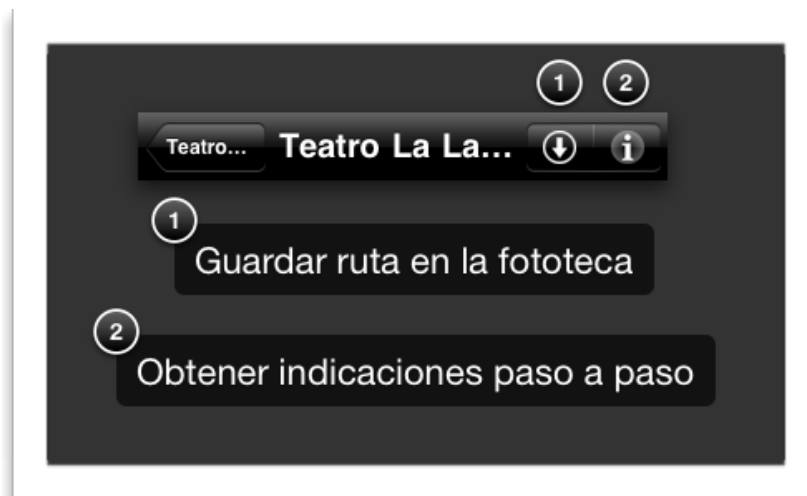 1 2
Teatro... Teatro La La... i
1
Guardar ruta en la fototeca
2
Obtener indicaciones paso a paso